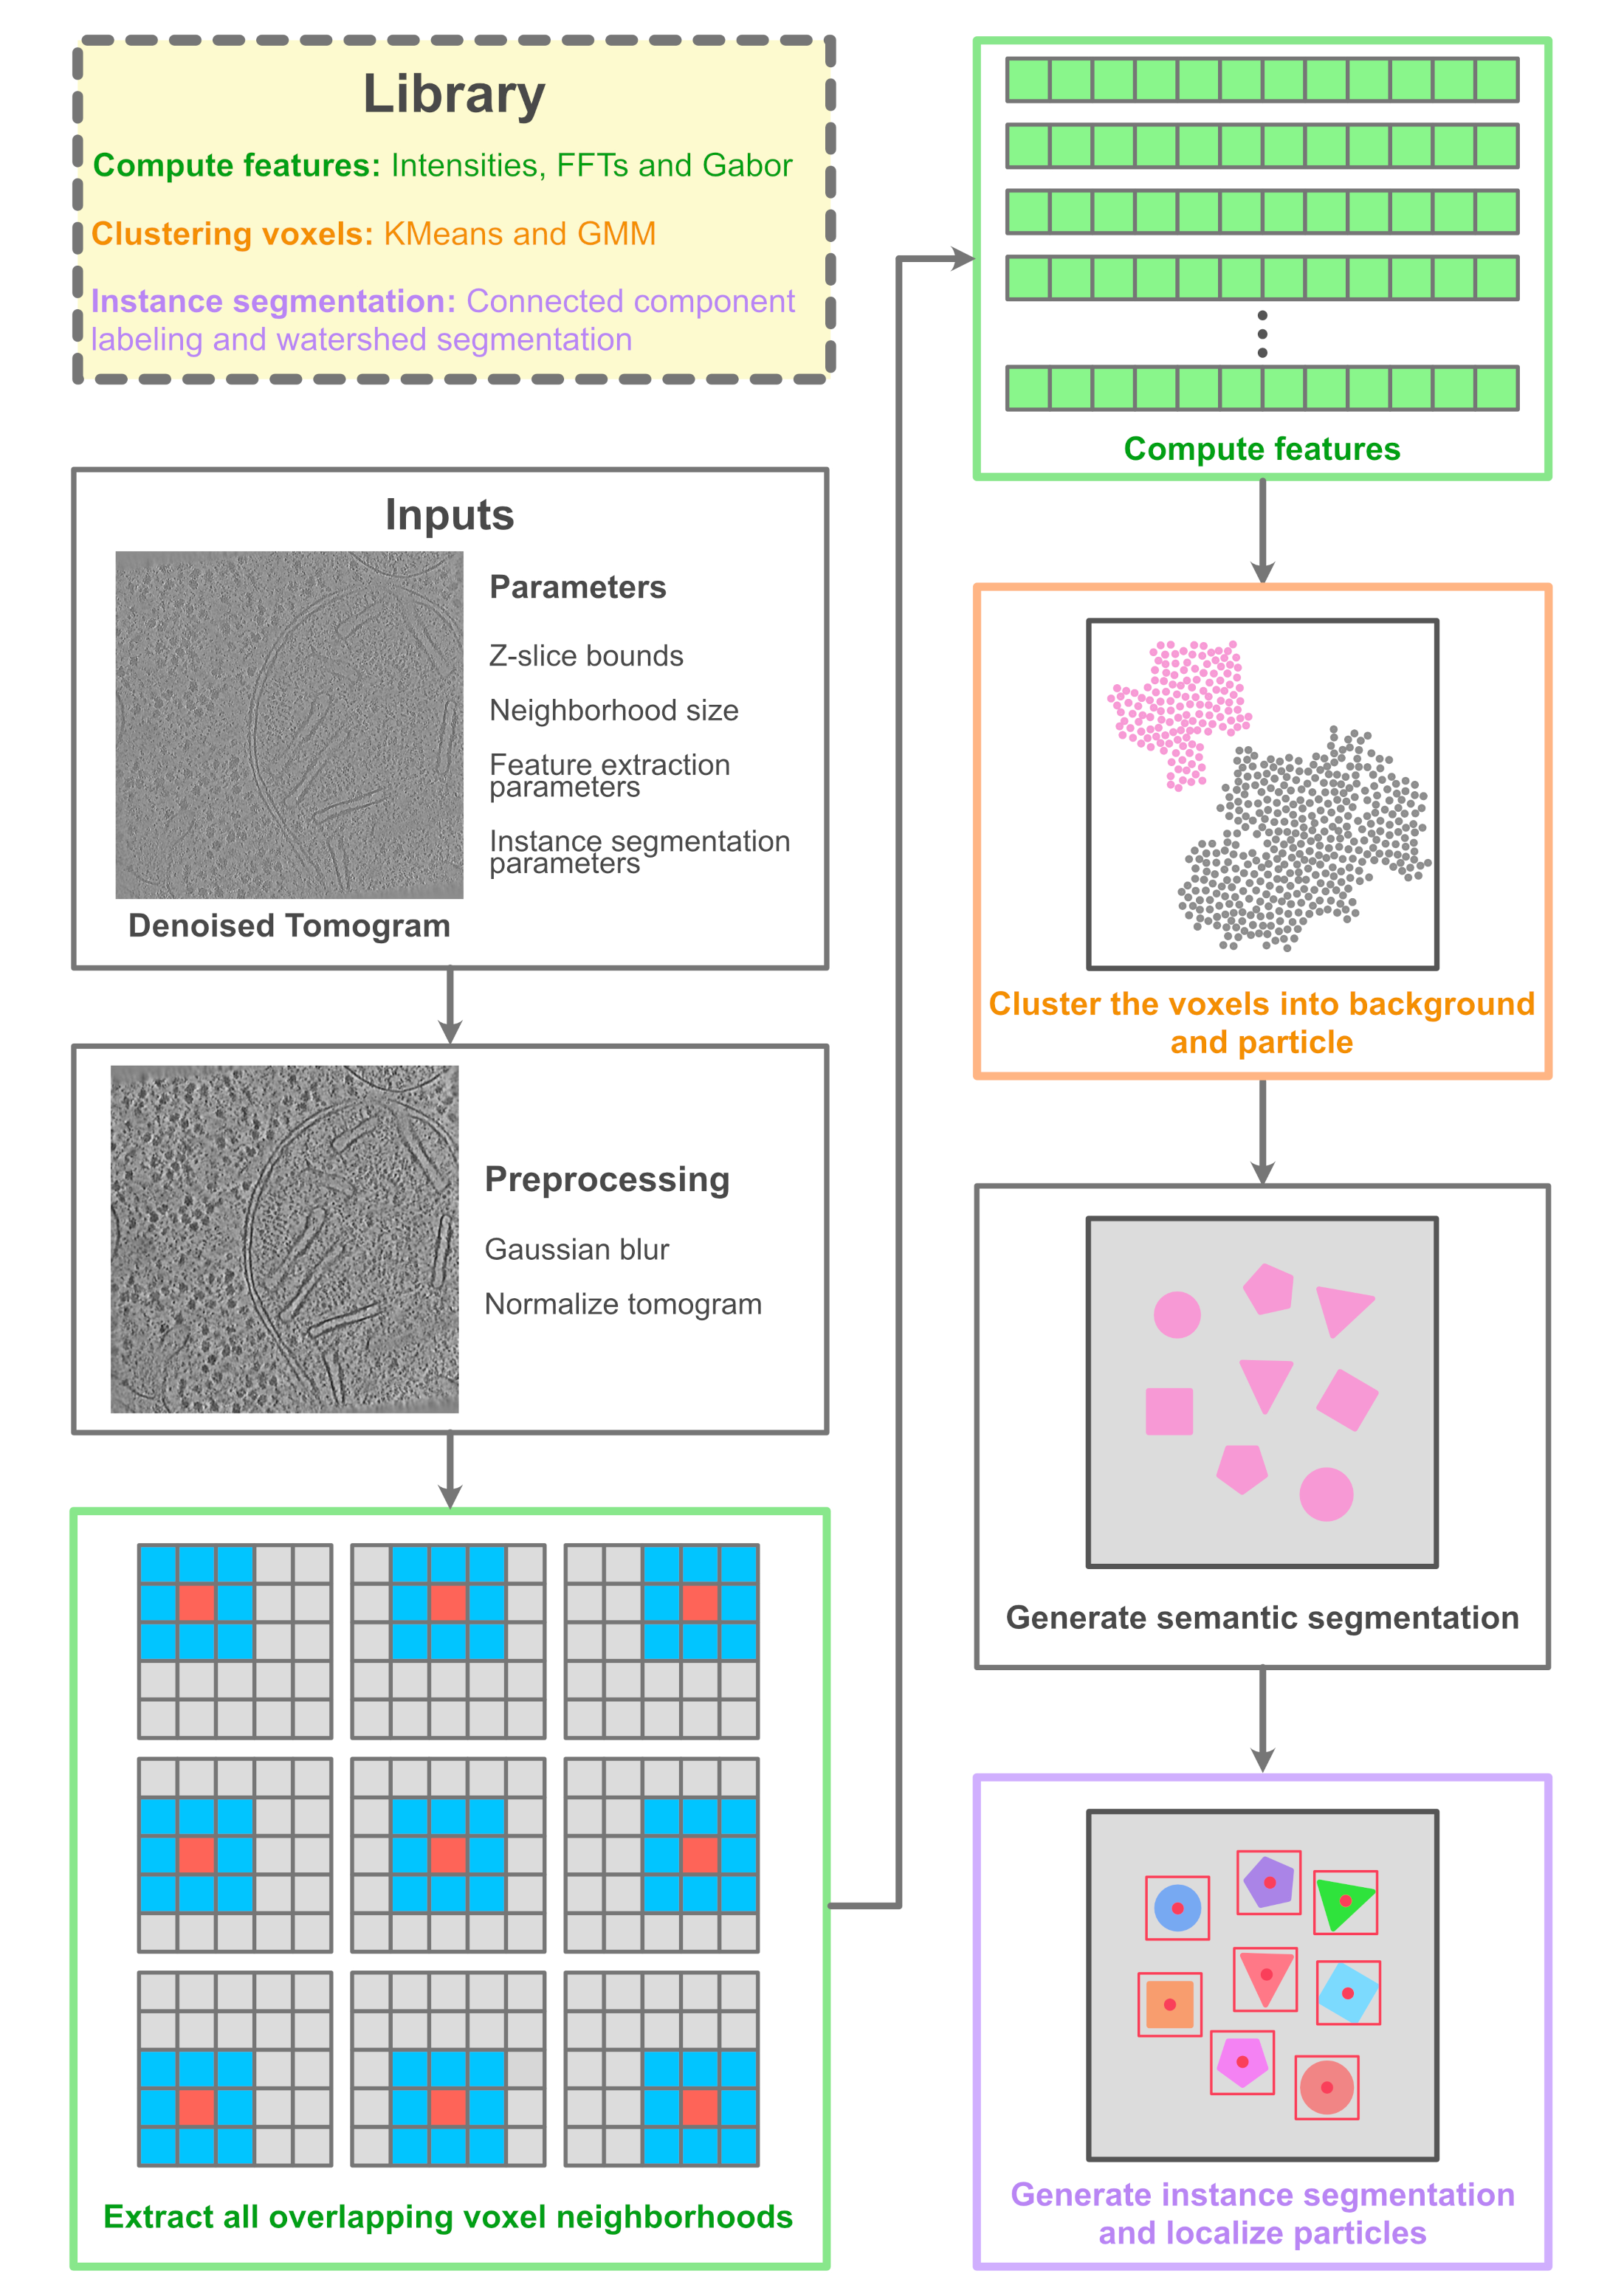 Library
Compute features: Intensities, FFTs and Gabor
Clustering voxels: KMeans and GMM
Instance segmentation: Connected component
labeling and watershed segmentation
Inputs
Parameters
Z-slice bounds
Neighborhood size
Feature extraction
parameters
Instance segmentation
parameters
Denoised Tomogram
Preprocessing
Gaussian blur
Normalize tomogram
Extract all overlapping voxel neighborhoods
Compute features
Cluster the voxels into background
and particle
Generate semantic segmentation
Generate instance segmentation
and localize particles